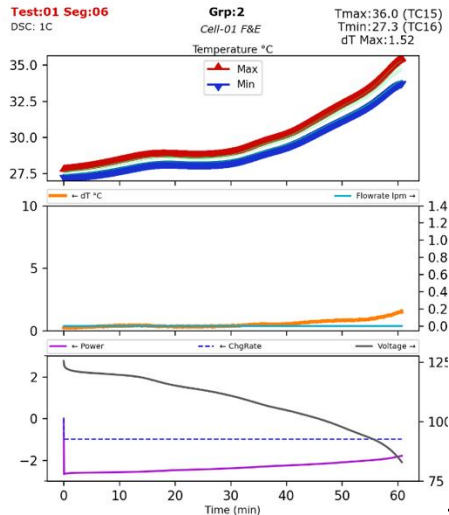 Test:01 Seg:06 Grp:2 Tmax:36.0 (TC15)
DSC: 1C Cell-01 F&E Tmin:27.3 (TC16)
dT Max:1.52
Temperature °C
Max
Min
35.0
32.5
30.0
27.5
← dT °C Flowrate lpm →
10
5
0
1.4
1.2
1.0
0.8
0.6
0.4
0.2
0.0
← Power ← ChgRate Voltage →
2
0
−2
125
100
75
0 10 20 30 40 50 60
Time (min)